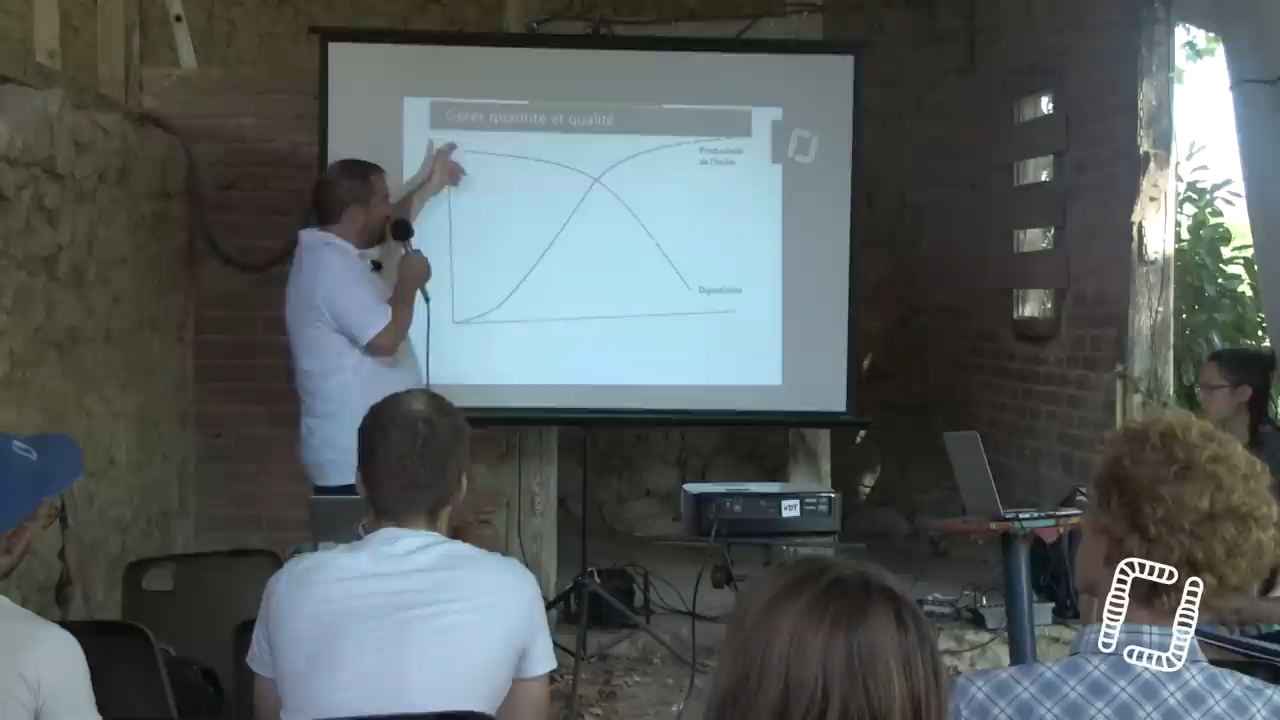 Gérer quantité et qualité
Productivité
de l'herbe
Digestibilité